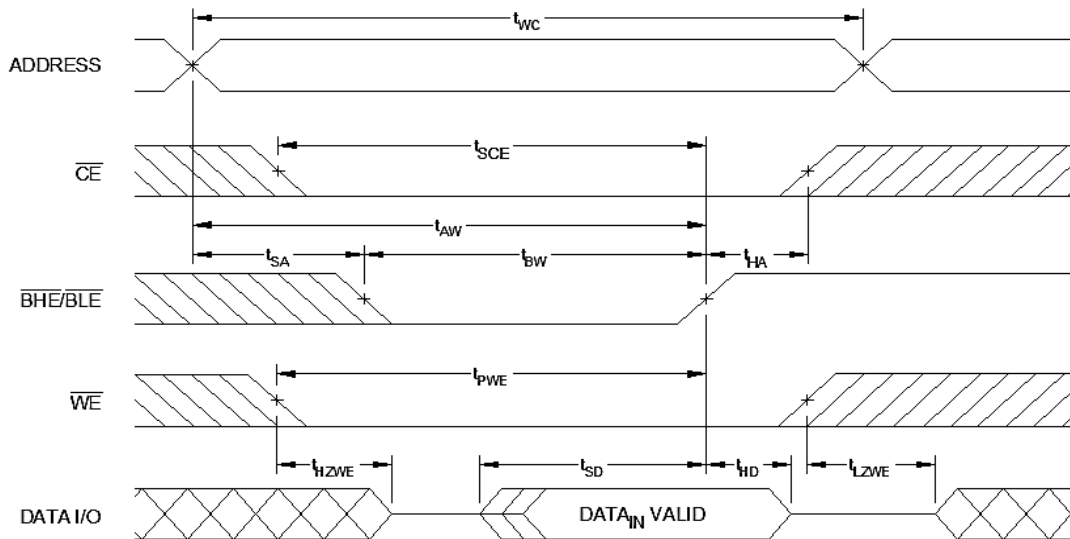 tWC
ADDRESS
tSCE
CE
tAW
tSA tBW tHA
BHE/BLE
tPWE
WE
tHZWE tSD tHD tLZWE
DATA I/O DATAIN VALID